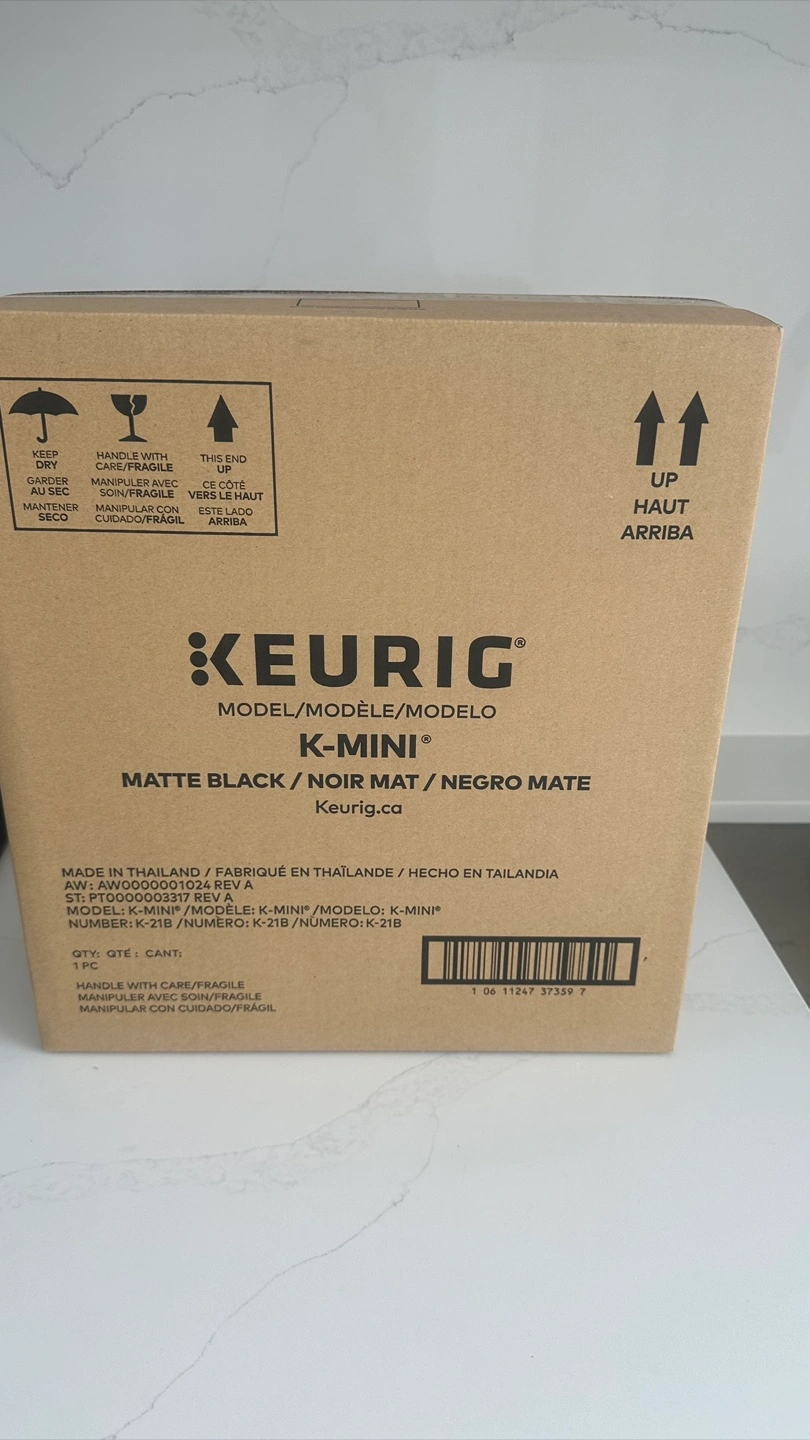 KEEP
DRY
GARDER
AU SEC
MANTENER
SECO
HANDLE WITH
CARE/FRAGILE
MANIPULER AVEC
SOIN/FRAGILE
MANIPULAR CON
CUIDADO/FRÁGIL
THIS END
UP
CE CÔTÉ
VERS LE HAUT
ESTE LADO
ARRIBA
UP
HAUT
ARRIBA
KEURIG®
MODEL/MODÈLE/MODELO
K-MINI®
MATTE BLACK / NOIR MAT / NEGRO MATE
Keurig.ca
MADE IN THAILAND / FABRIQUÉ EN THAÏLANDE / HECHO EN TAILANDIA
AW: AW0000001024 REV A
ST: PT0000003317 REV A
MODEL: K-MINI® /MODÈLE: K-MINI® /MODELO: K-MINI®
NUMBER: K-21B /NUMÈRO: K-21B /NÙMERO: K-21B
QTY: QTÉ : CANT:
1 PC
HANDLE WITH CARE/FRAGILE
MANIPULER AVEC SOIN/FRAGILE
MANIPULAR CON CUIDADO/FRÁGIL
1 06 11247 37359 7